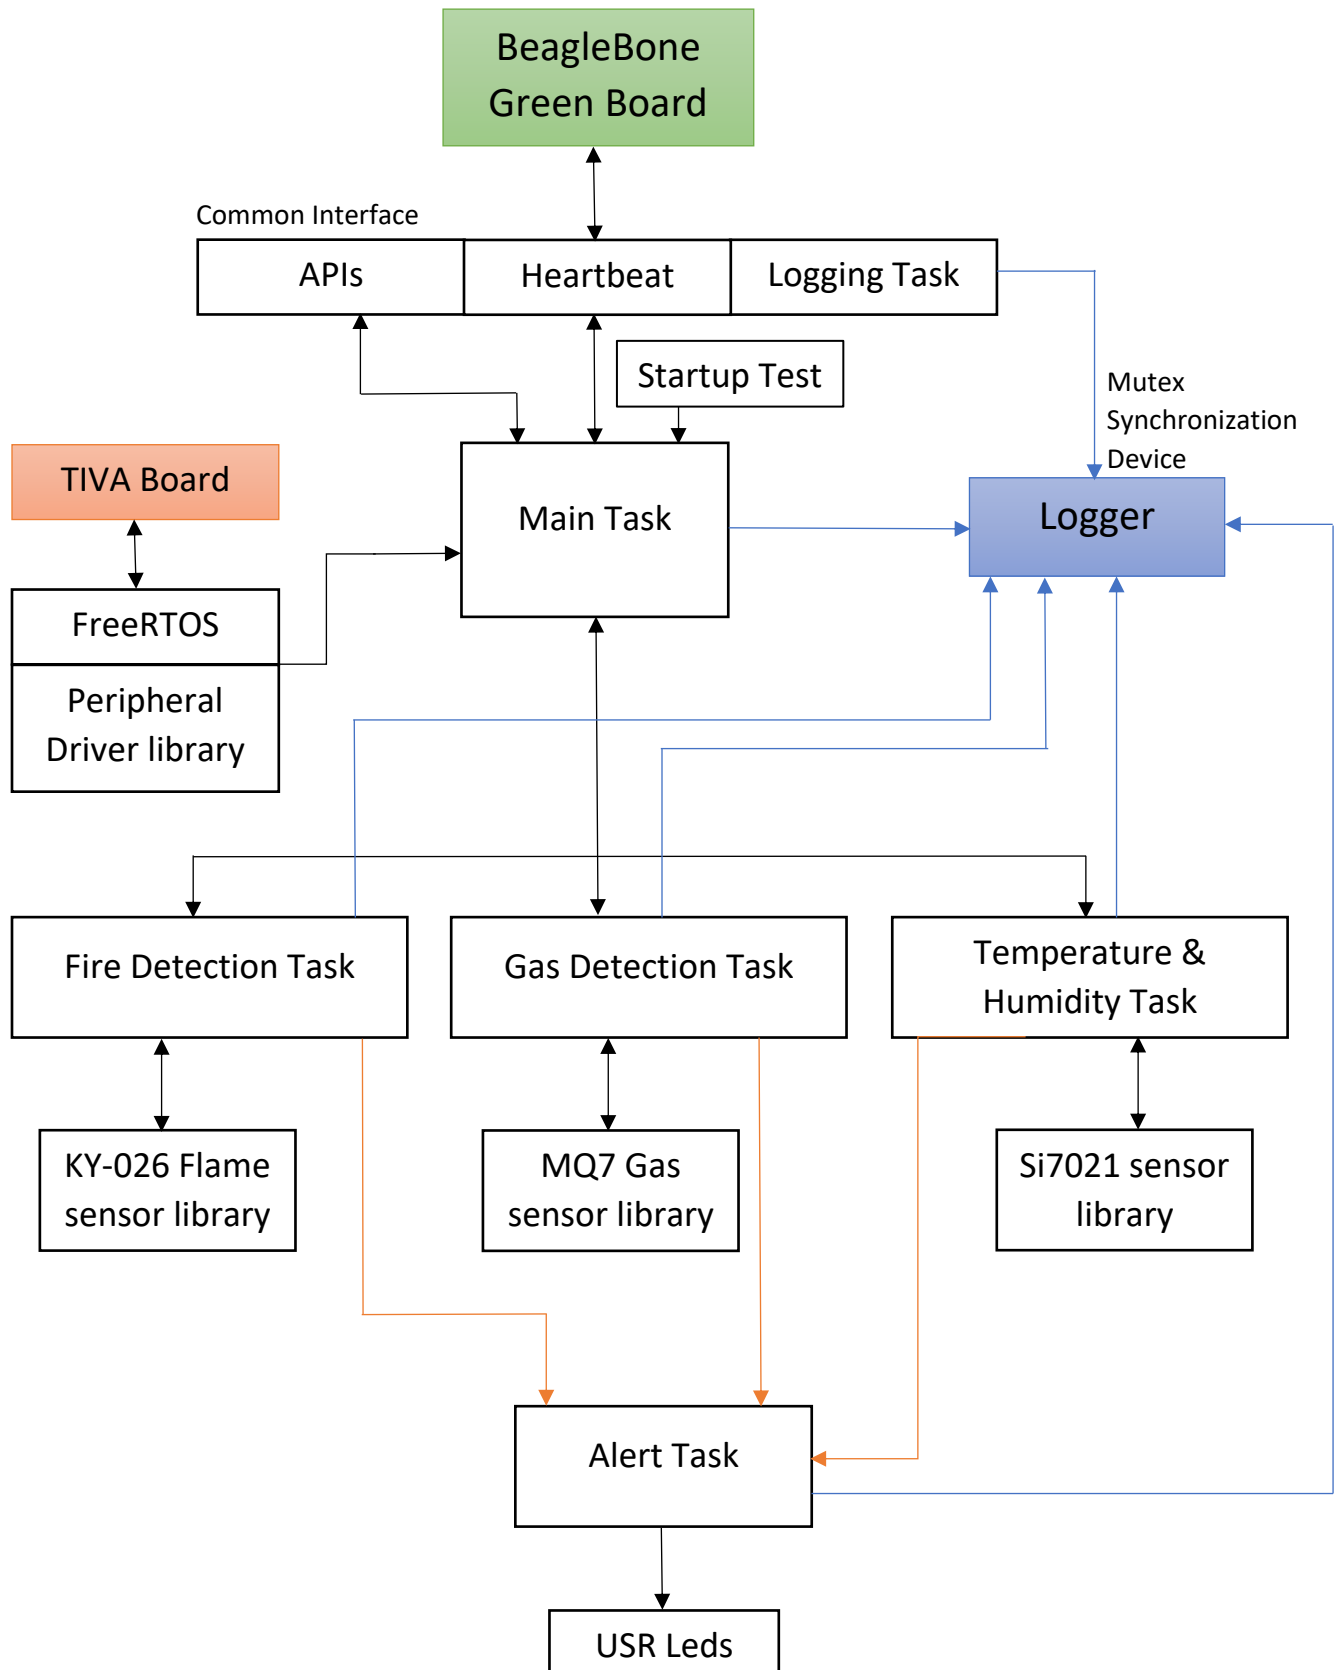 BeagleBone
Green Board
Common Interface
APIs
Heartbeat
Logging Task
Startup Test
Mutex
Synchronization
Device
TIVA Board
Main Task
Logger
FreeRTOS
Peripheral
Driver library
Fire Detection Task
Gas Detection Task
Temperature &
Humidity Task
KY-026 Flame
sensor library
MQ7 Gas
sensor library
Si7021 sensor
library
Alert Task
USR Leds